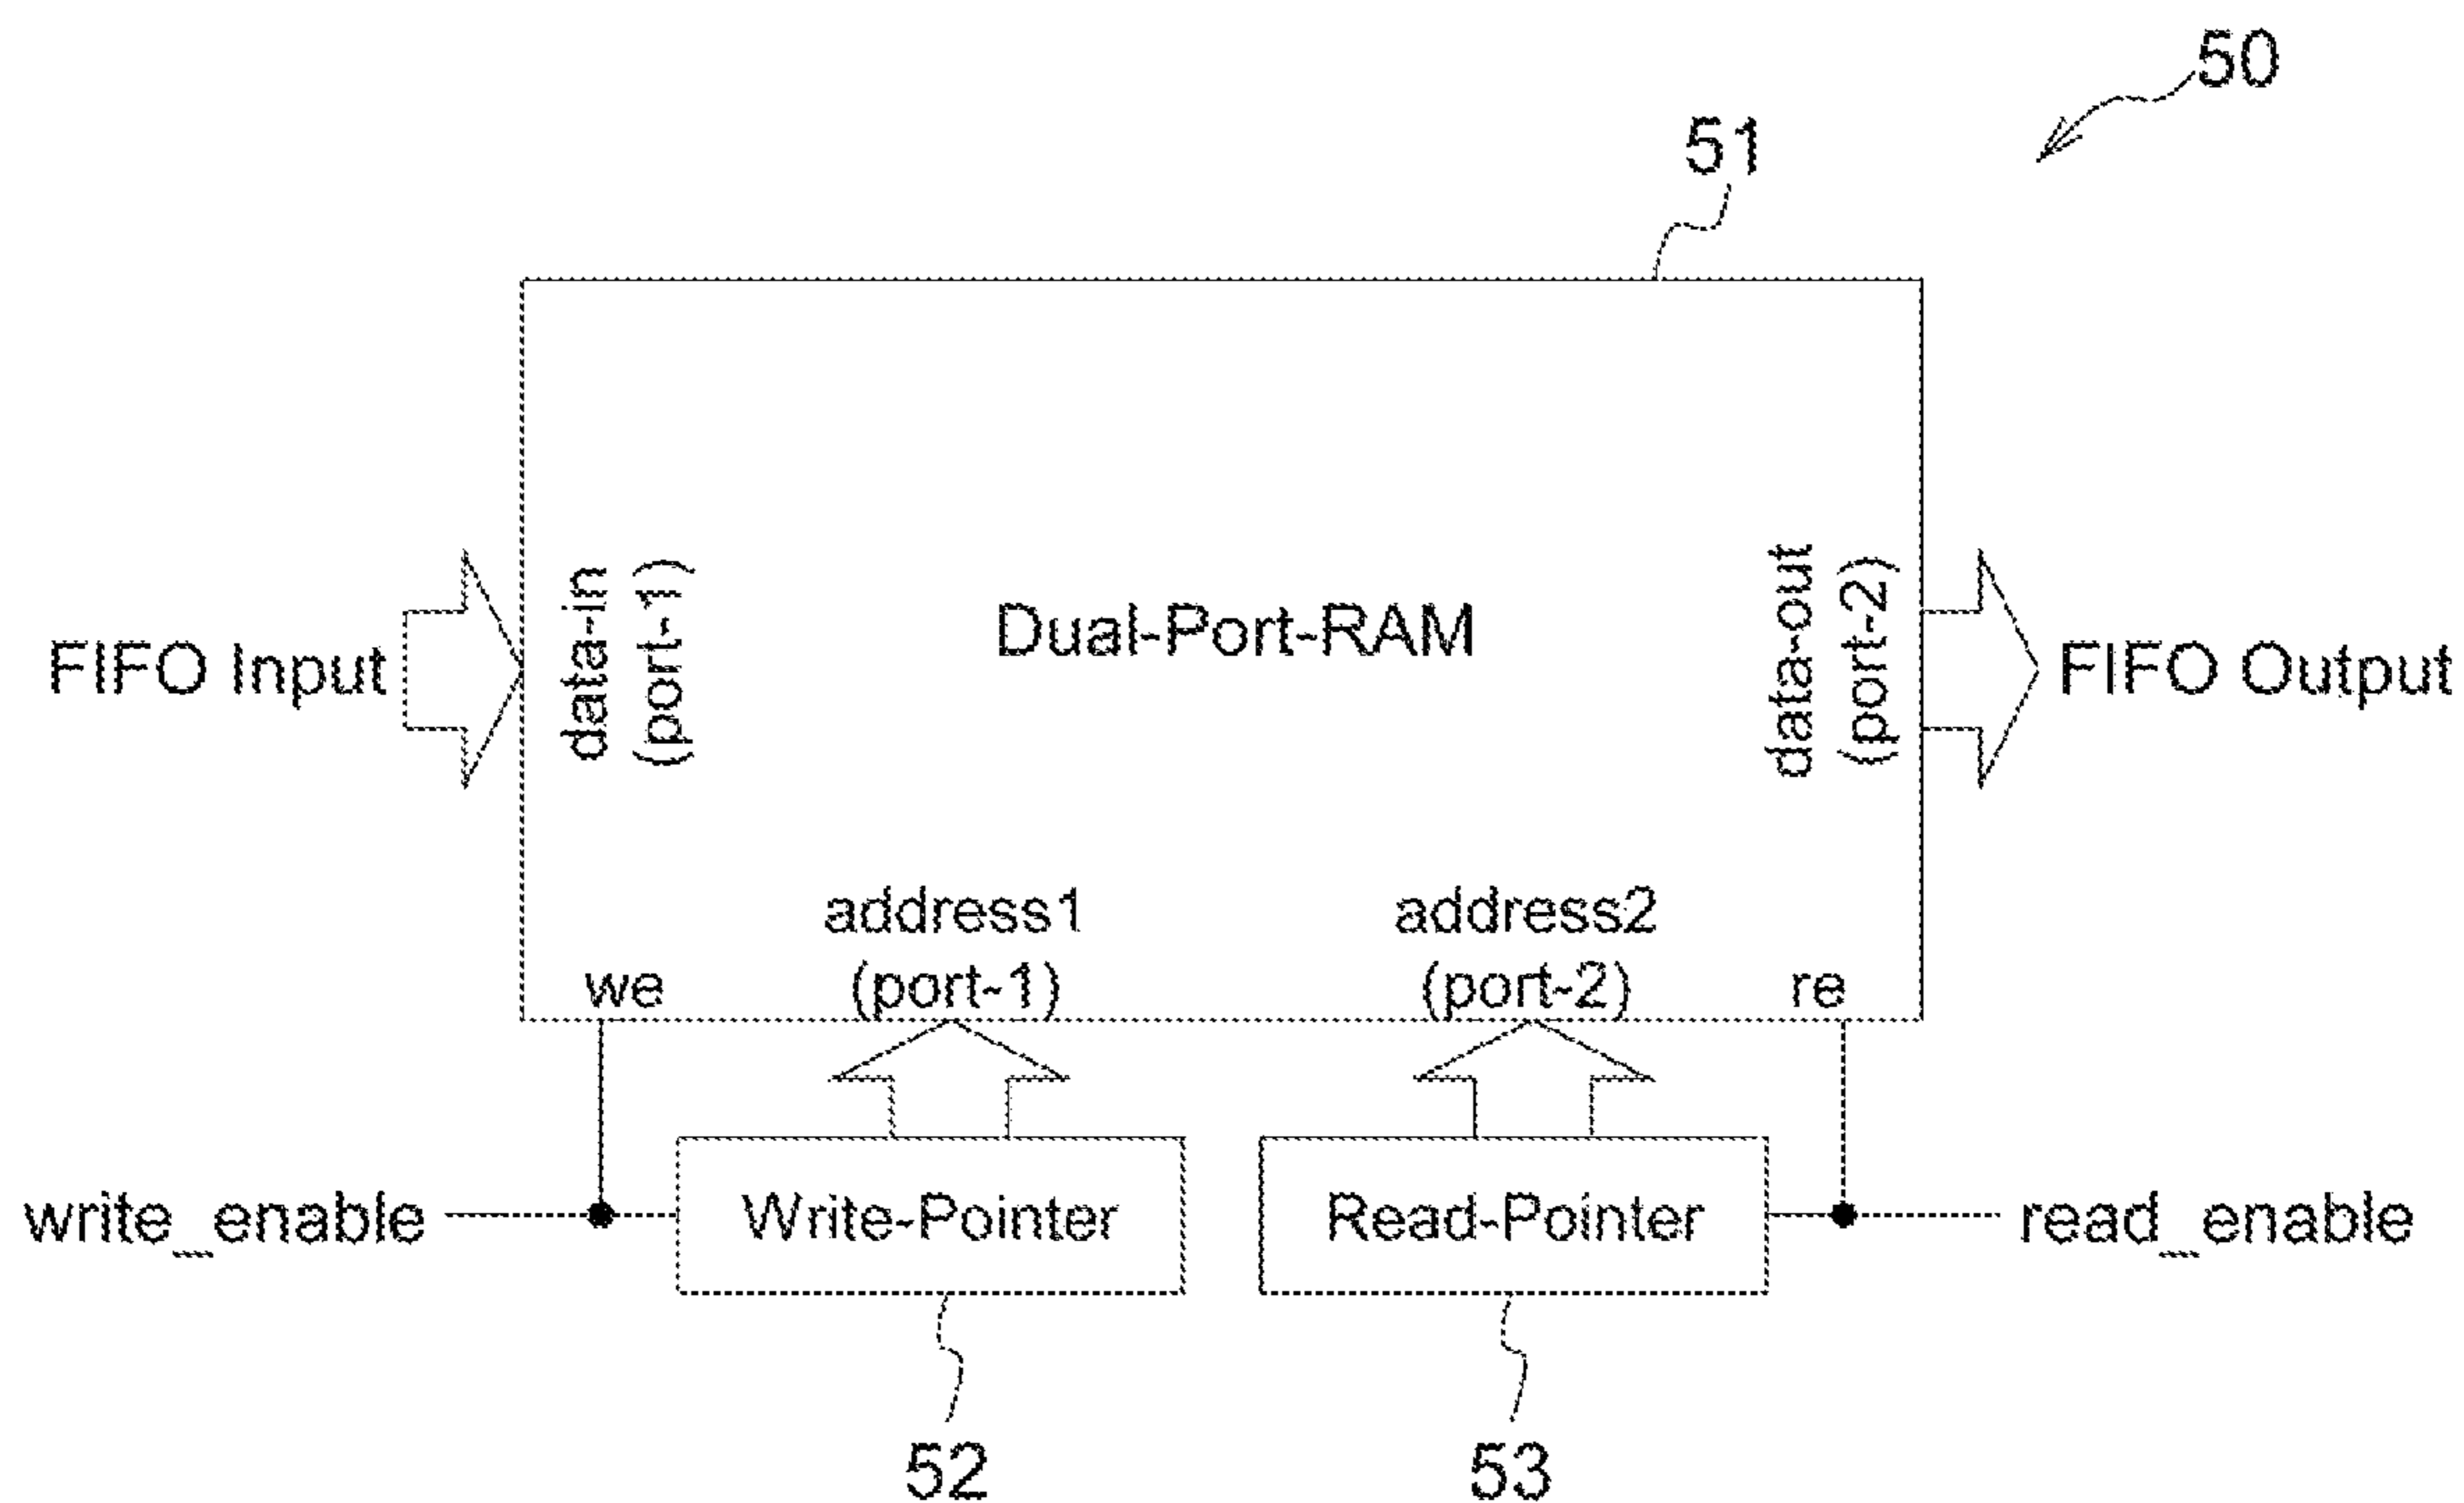 50
51
FIFO Input
data-in
(port-1)
Dual-Port-RAM
data-out
(port-2)
FIFO Output
address1
(port-1)
address2
(port-2)
we
re
write_enable
Write-Pointer
Read-Pointer
read_enable
52
53